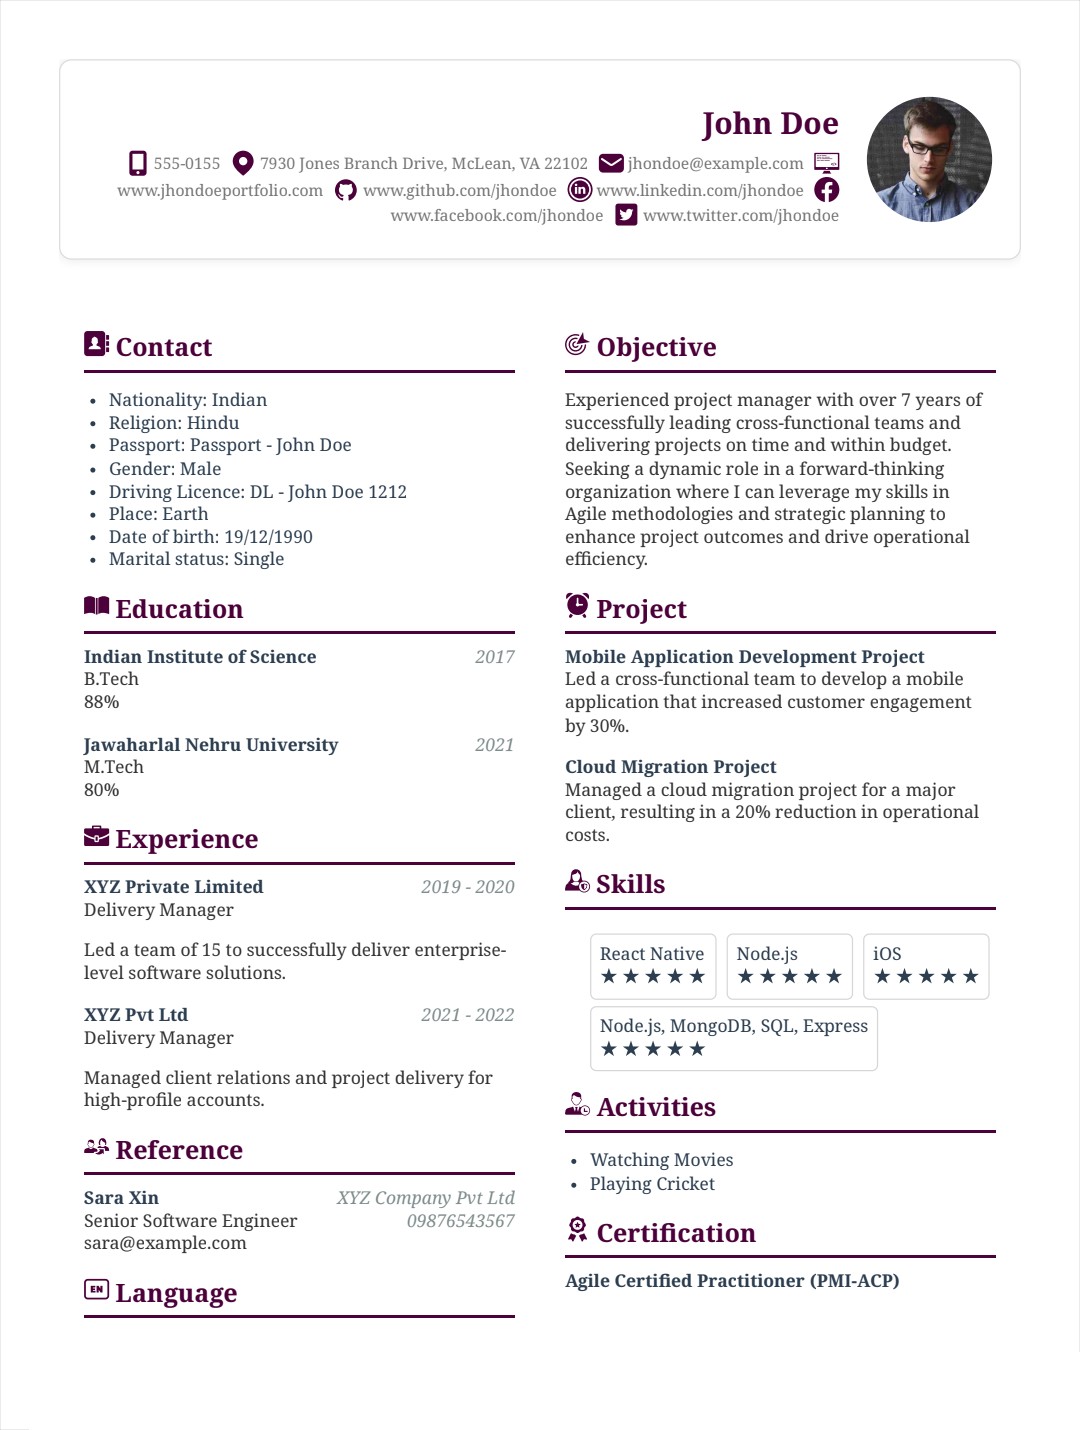 John Doe
555-0155 7930 Jones Branch Drive, McLean, VA 22102 jhondoe@example.com
www.jhondoeportfolio.com www.github.com/jhondoe www.linkedin.com/jhondoe
www.facebook.com/jhondoe www.twitter.com/jhondoe
Contact
• Nationality: Indian
• Religion: Hindu
• Passport: Passport - John Doe
• Gender: Male
• Driving Licence: DL - John Doe 1212
• Place: Earth
• Date of birth: 19/12/1990
• Marital status: Single
Education
Indian Institute of Science 2017
B.Tech
88%
Jawaharlal Nehru University 2021
M.Tech
80%
Experience
XYZ Private Limited 2019 - 2020
Delivery Manager
Led a team of 15 to successfully deliver enterprise-
level software solutions.
XYZ Pvt Ltd 2021 - 2022
Delivery Manager
Managed client relations and project delivery for
high-profile accounts.
Reference
Sara Xin XYZ Company Pvt Ltd
Senior Software Engineer 09876543567
sara@example.com
EN Language
Objective
Experienced project manager with over 7 years of
successfully leading cross-functional teams and
delivering projects on time and within budget.
Seeking a dynamic role in a forward-thinking
organization where I can leverage my skills in
Agile methodologies and strategic planning to
enhance project outcomes and drive operational
efficiency.
Project
Mobile Application Development Project
Led a cross-functional team to develop a mobile
application that increased customer engagement
by 30%.
Cloud Migration Project
Managed a cloud migration project for a major
client, resulting in a 20% reduction in operational
costs.
Skills
React Native Node.js iOS
★ ★ ★ ★ ★ ★ ★ ★ ★ ★ ★ ★ ★ ★ ★
Node.js, MongoDB, SQL, Express
★ ★ ★ ★ ★
Activities
• Watching Movies
• Playing Cricket
Certification
Agile Certified Practitioner (PMI-ACP)